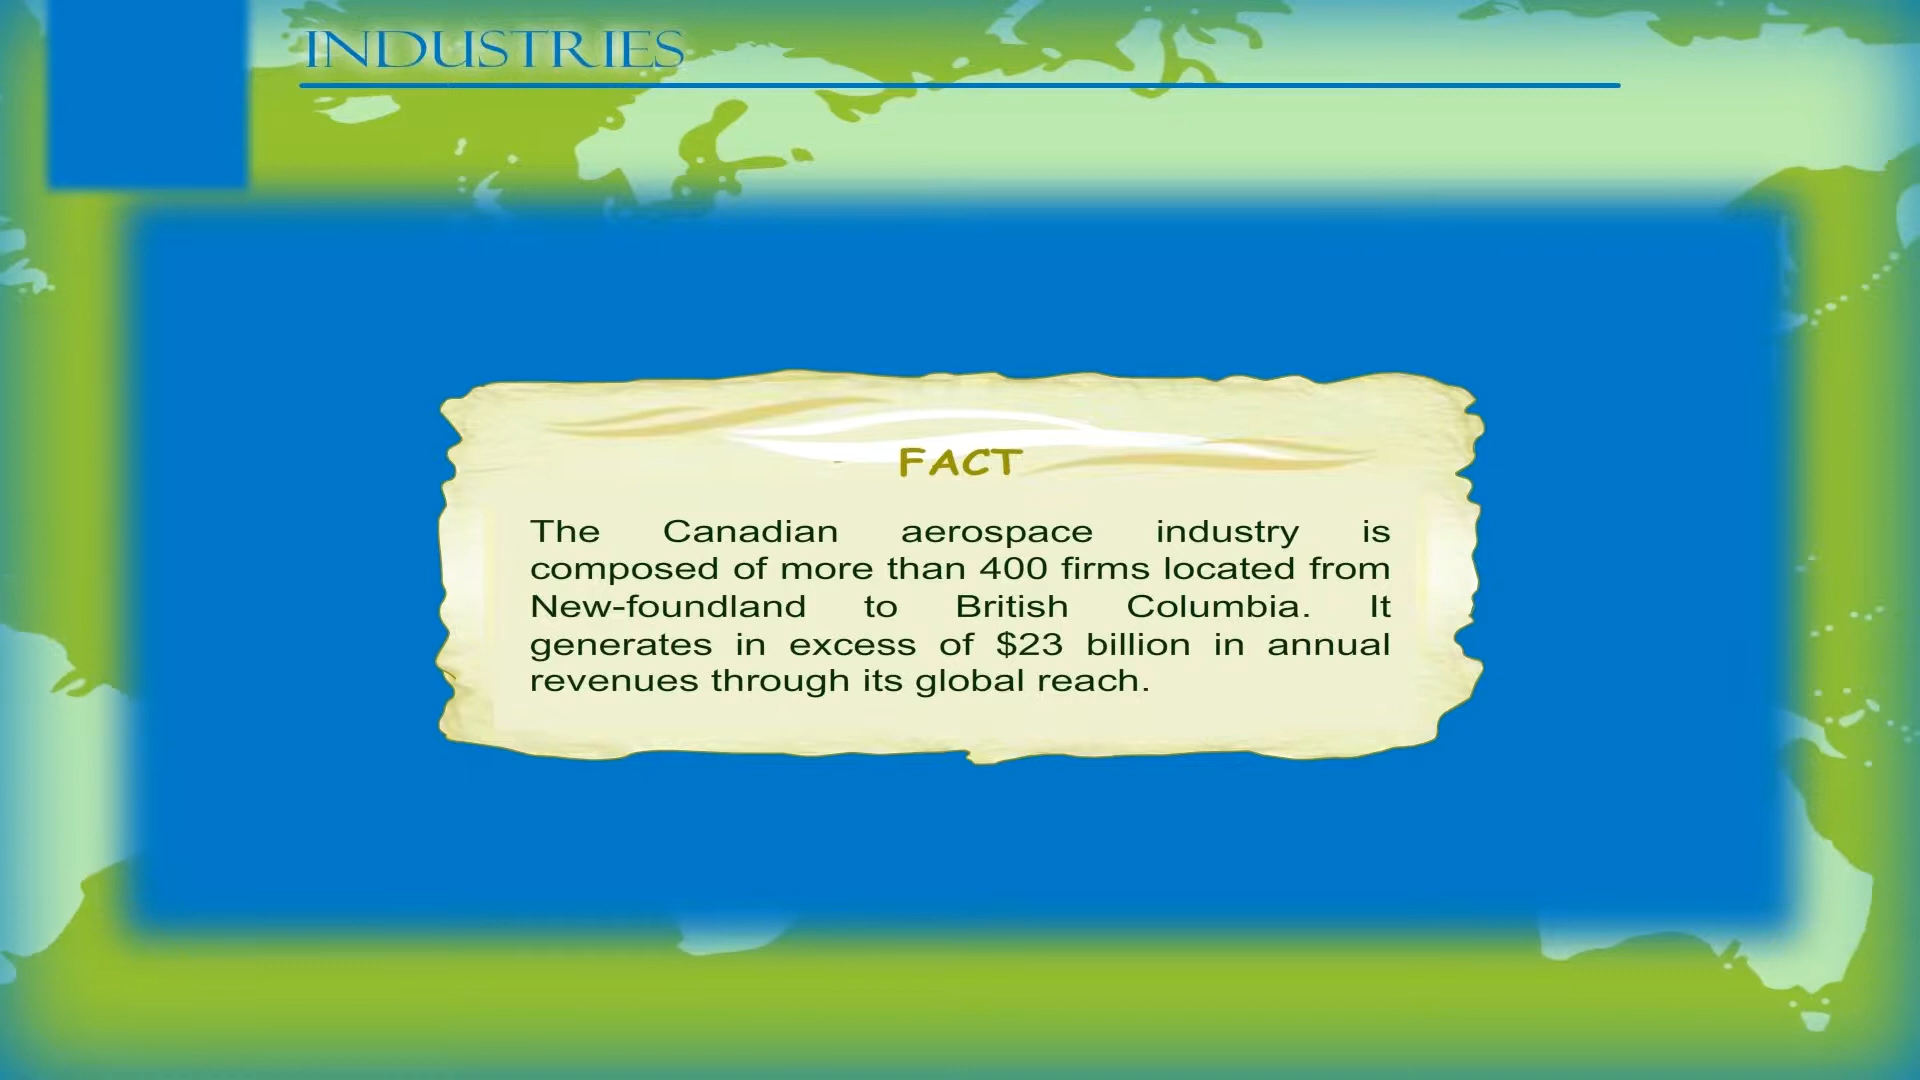 INDUSTRIES
FACT
The Canadian aerospace industry is
composed of more than 400 firms located from
New-foundland to British Columbia. It
generates in excess of $23 billion in annual
revenues through its global reach.